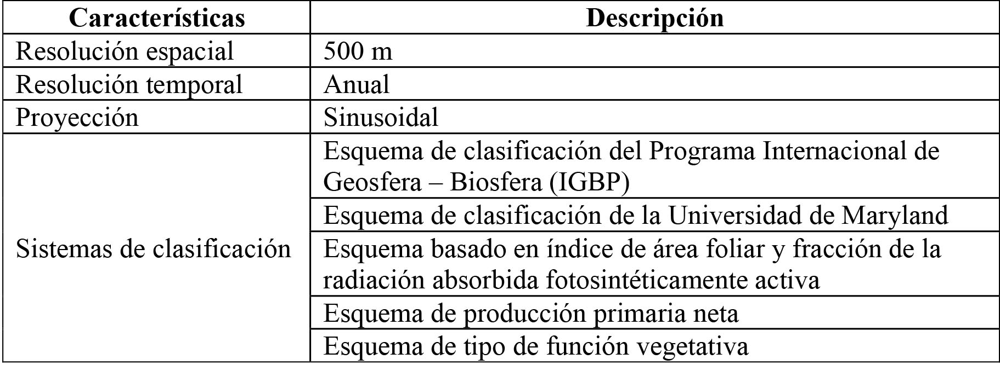 Características Descripción
Resolución espacial 500 m
Resolución temporal Anual
Proyección Sinusoidal
Sistemas de clasificación
Esquema de clasificación del Programa Internacional de
Geosfera – Biosfera (IGBP)
Esquema de clasificación de la Universidad de Maryland
Esquema basado en índice de área foliar y fracción de la
radiación absorbida fotosintéticamente activa
Esquema de producción primaria neta
Esquema de tipo de función vegetativa